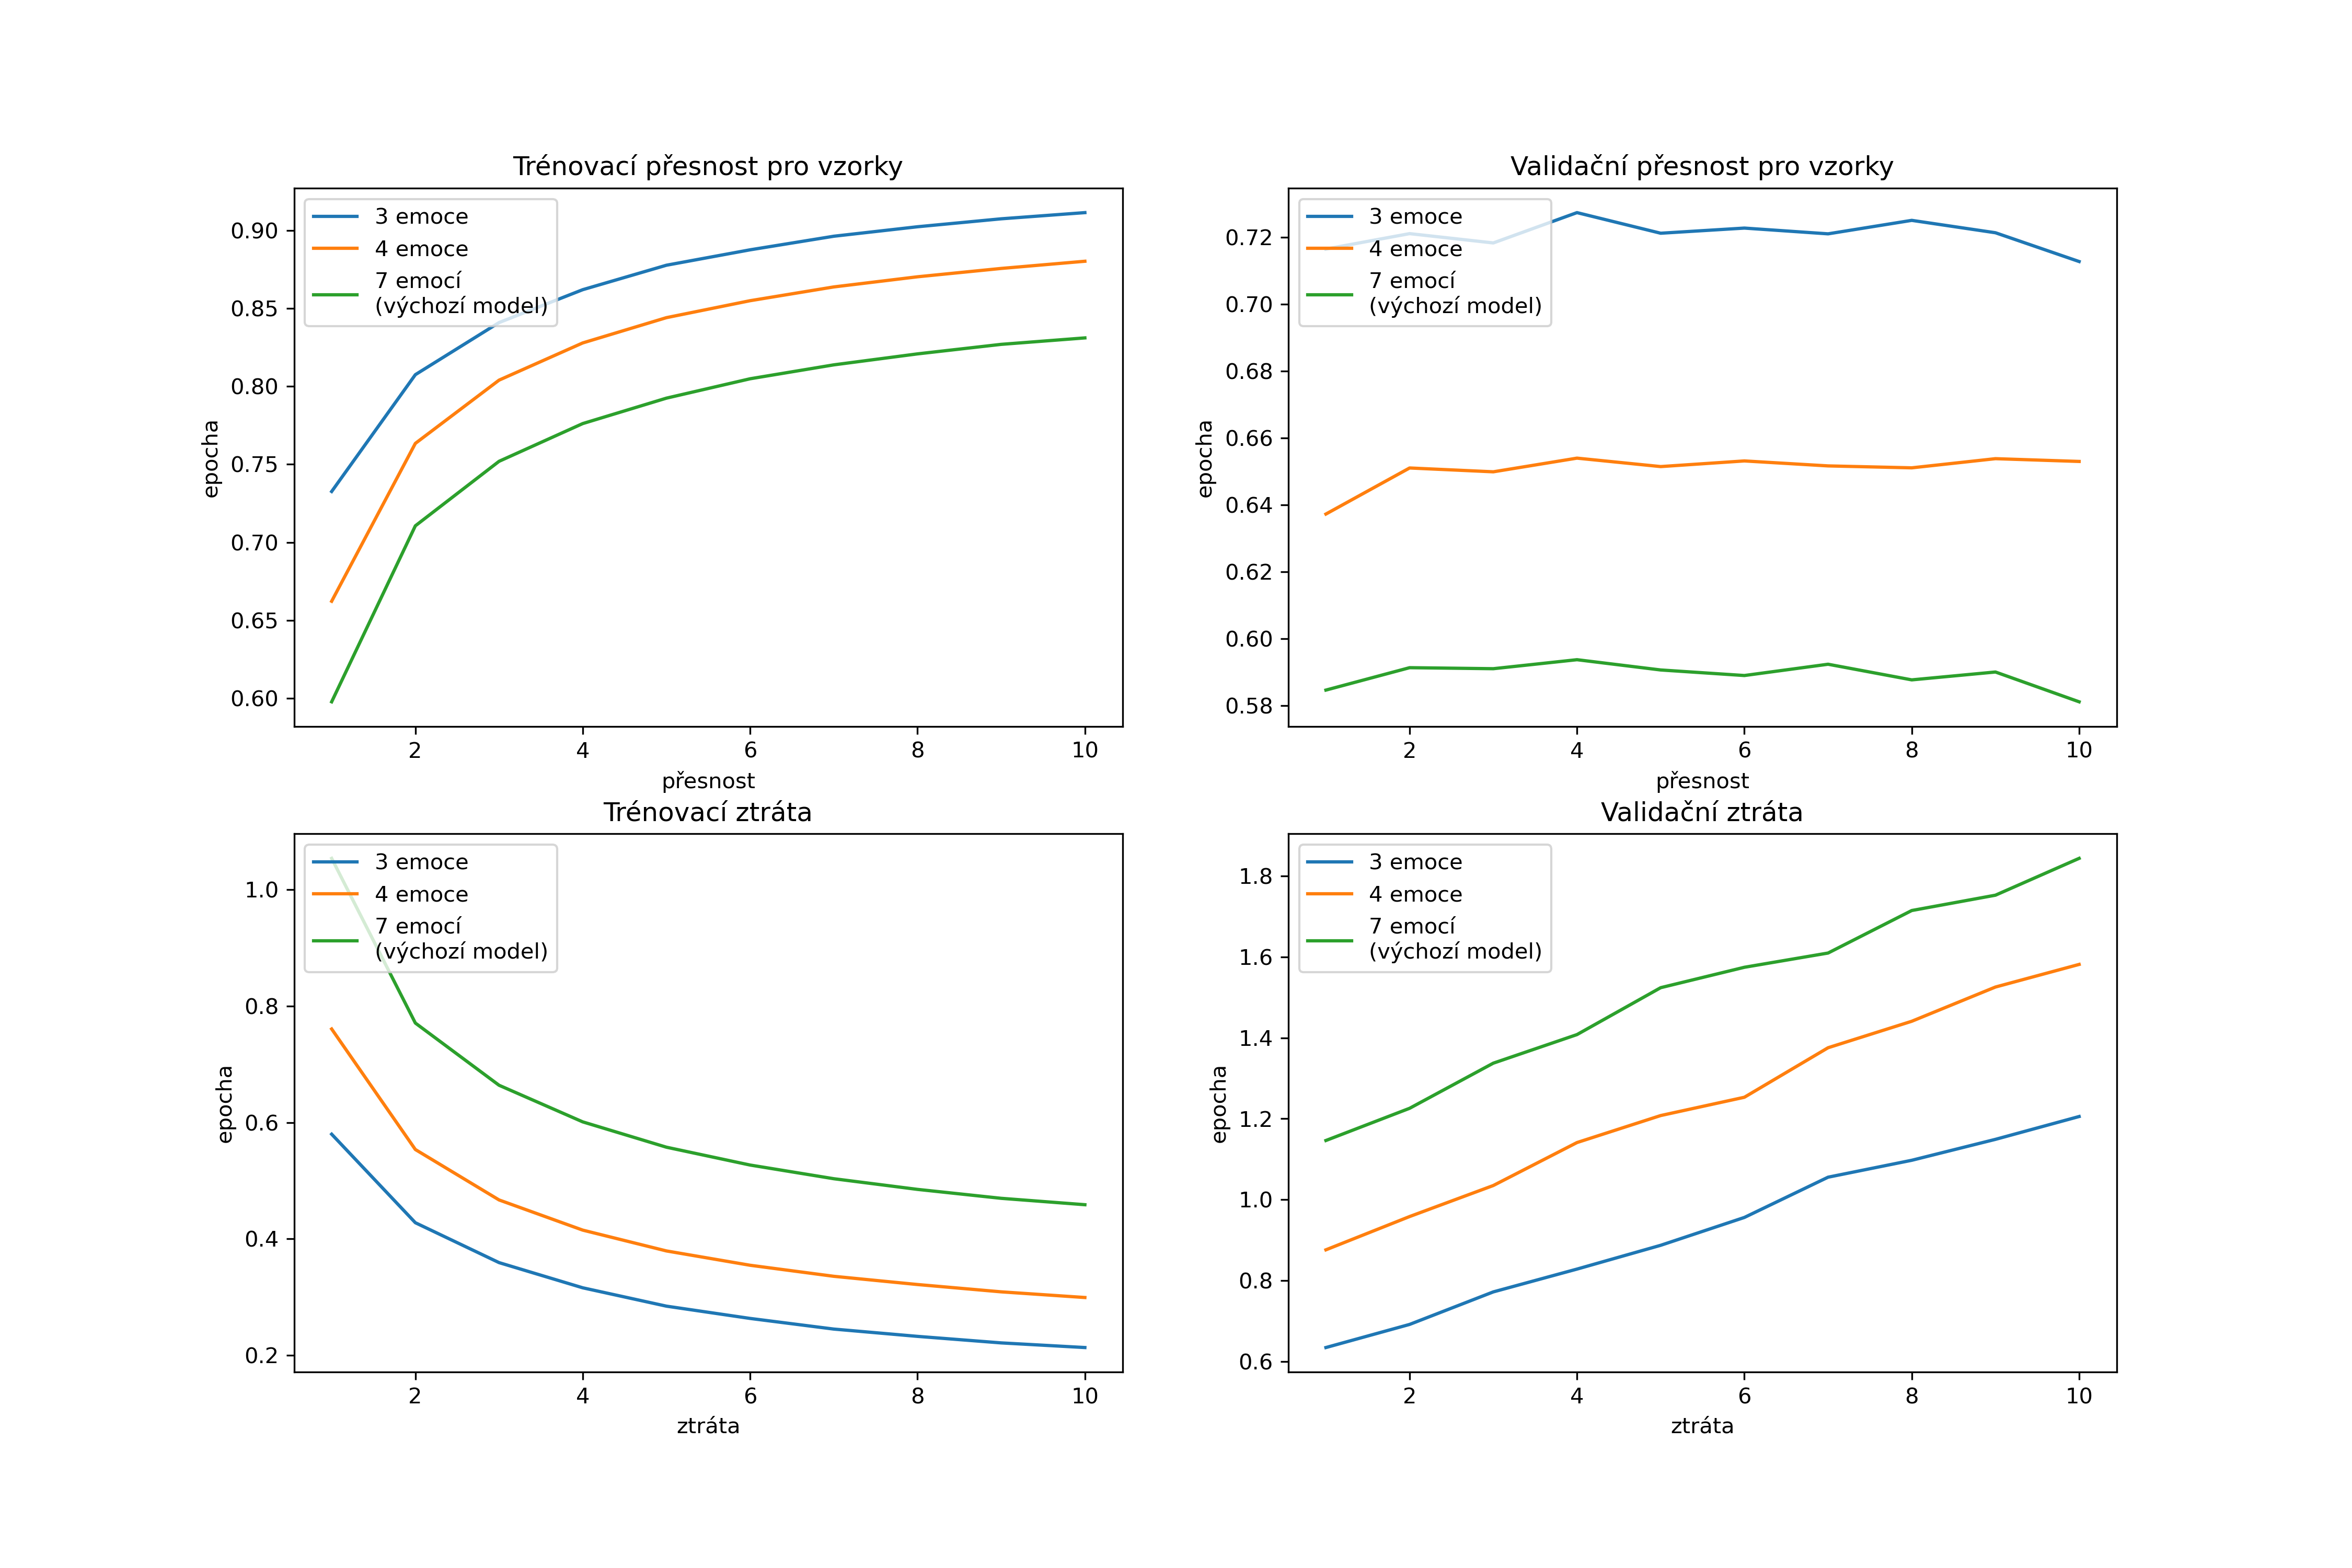 Trénovací přesnost pro vzorky
3 emoce
4 emoce
7 emocí
(výchozí model)
0.90
0.85
0.80
0.75
0.70
0.65
0.60
epocha
2 4 6 8 10
přesnost
Validační přesnost pro vzorky
3 emoce
4 emoce
7 emocí
(výchozí model)
0.72
0.70
0.68
0.66
0.64
0.62
0.60
0.58
epocha
2 4 6 8 10
přesnost
Trénovací ztráta
3 emoce
4 emoce
7 emocí
(výchozí model)
1.0
0.8
0.6
0.4
0.2
epocha
2 4 6 8 10
ztráta
Validační ztráta
3 emoce
4 emoce
7 emocí
(výchozí model)
1.8
1.6
1.4
1.2
1.0
0.8
0.6
epocha
2 4 6 8 10
ztráta